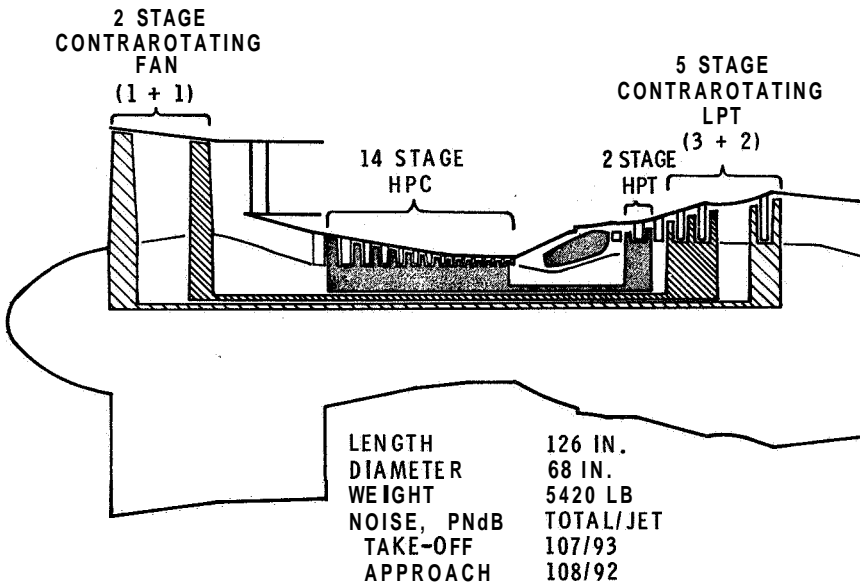 2 STAGE
CONTRAROTATING
FAN
(1 + 1)
5 STAGE
CONTRAROTATING
LPT
(3 + 2)
14 STAGE
HPC
2 STAGE
HPT
LENGTH 126 IN.
DIAMETER 68 IN.
WEIGHT 5420 LB
NOISE, PNdB TOTAL/JET
TAKE-OFF 107/93
APPROACH 108/92